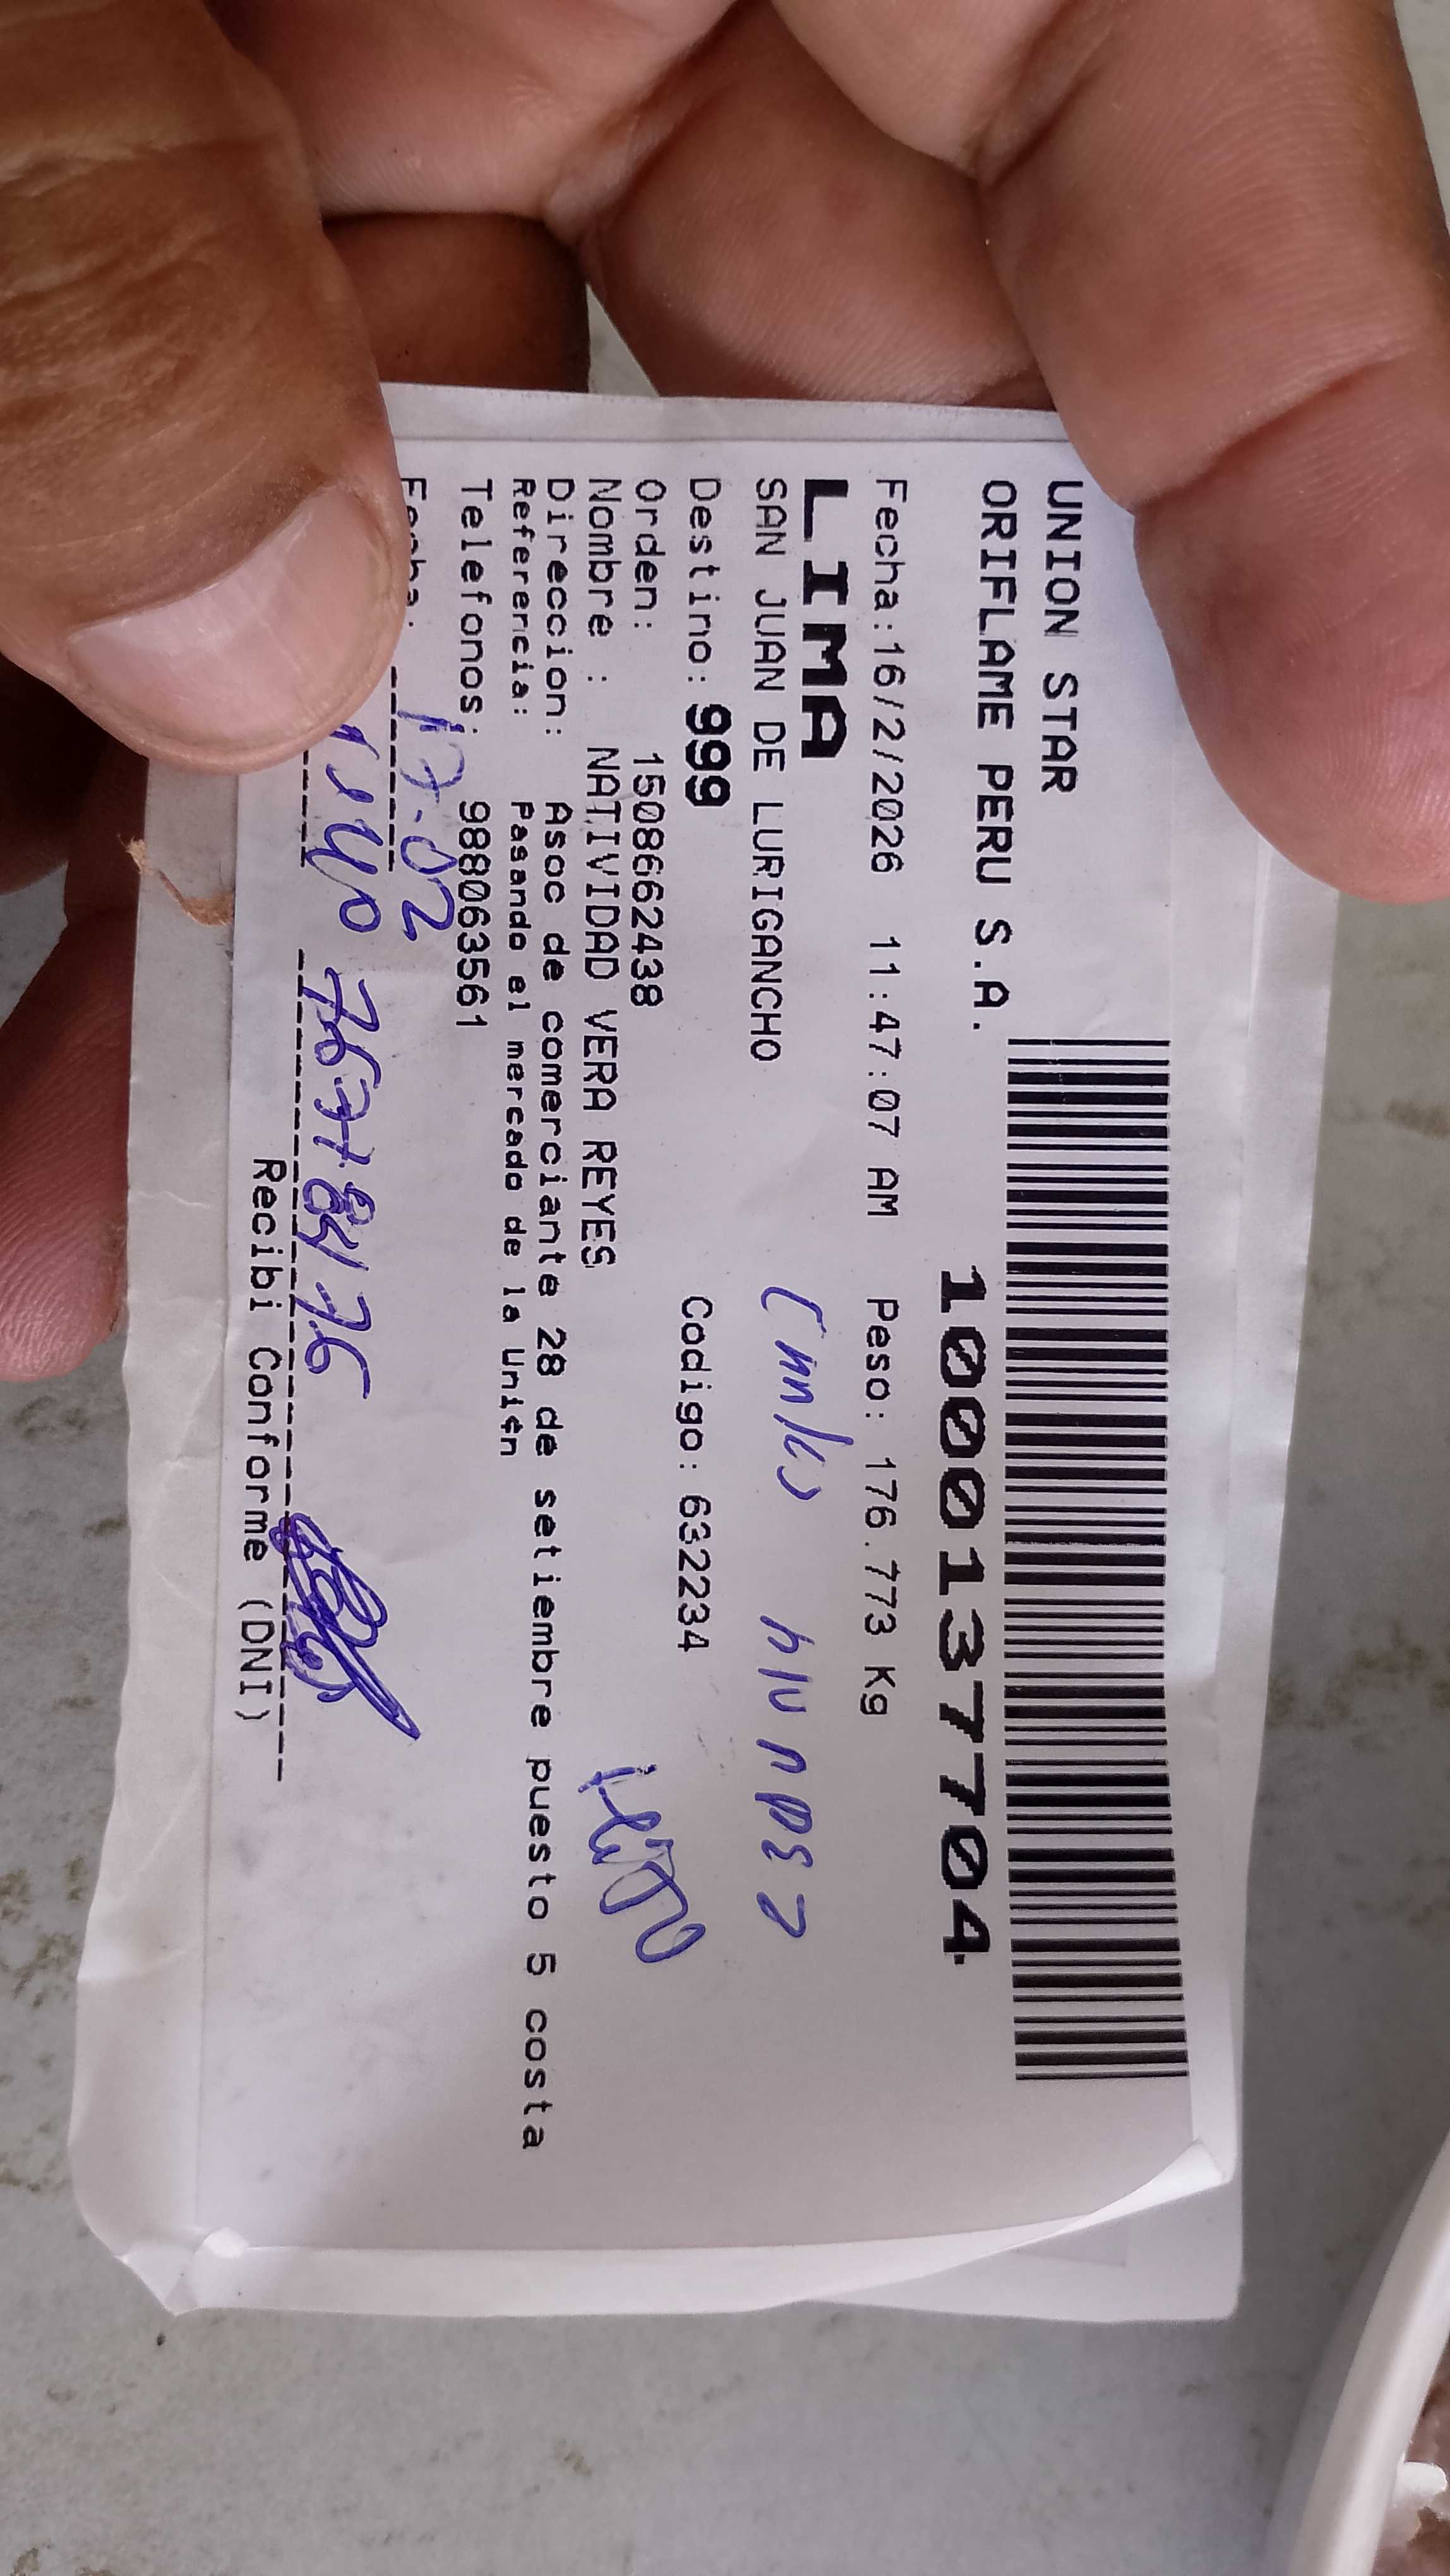 UNION STAR
ORIFLAME PERU S.A.
1000137704
Fecha:16/2/2026 11:47:07 AM Peso: 176.773 Kg
LIMA
SAN JUAN DE LURIGANCHO
Destino: 999 Codigo: 632234
Orden: 1508662438
Nombre : NATIVIDAD VERA REYES
Direccion: Asoc de comerciante 28 de setiembre puesto 5 costa
Referencia: Pasando el mercado de la Uni¢n
Telefonos: 988063561
Fecha: 17-02
Recibi Conforme (DNI)